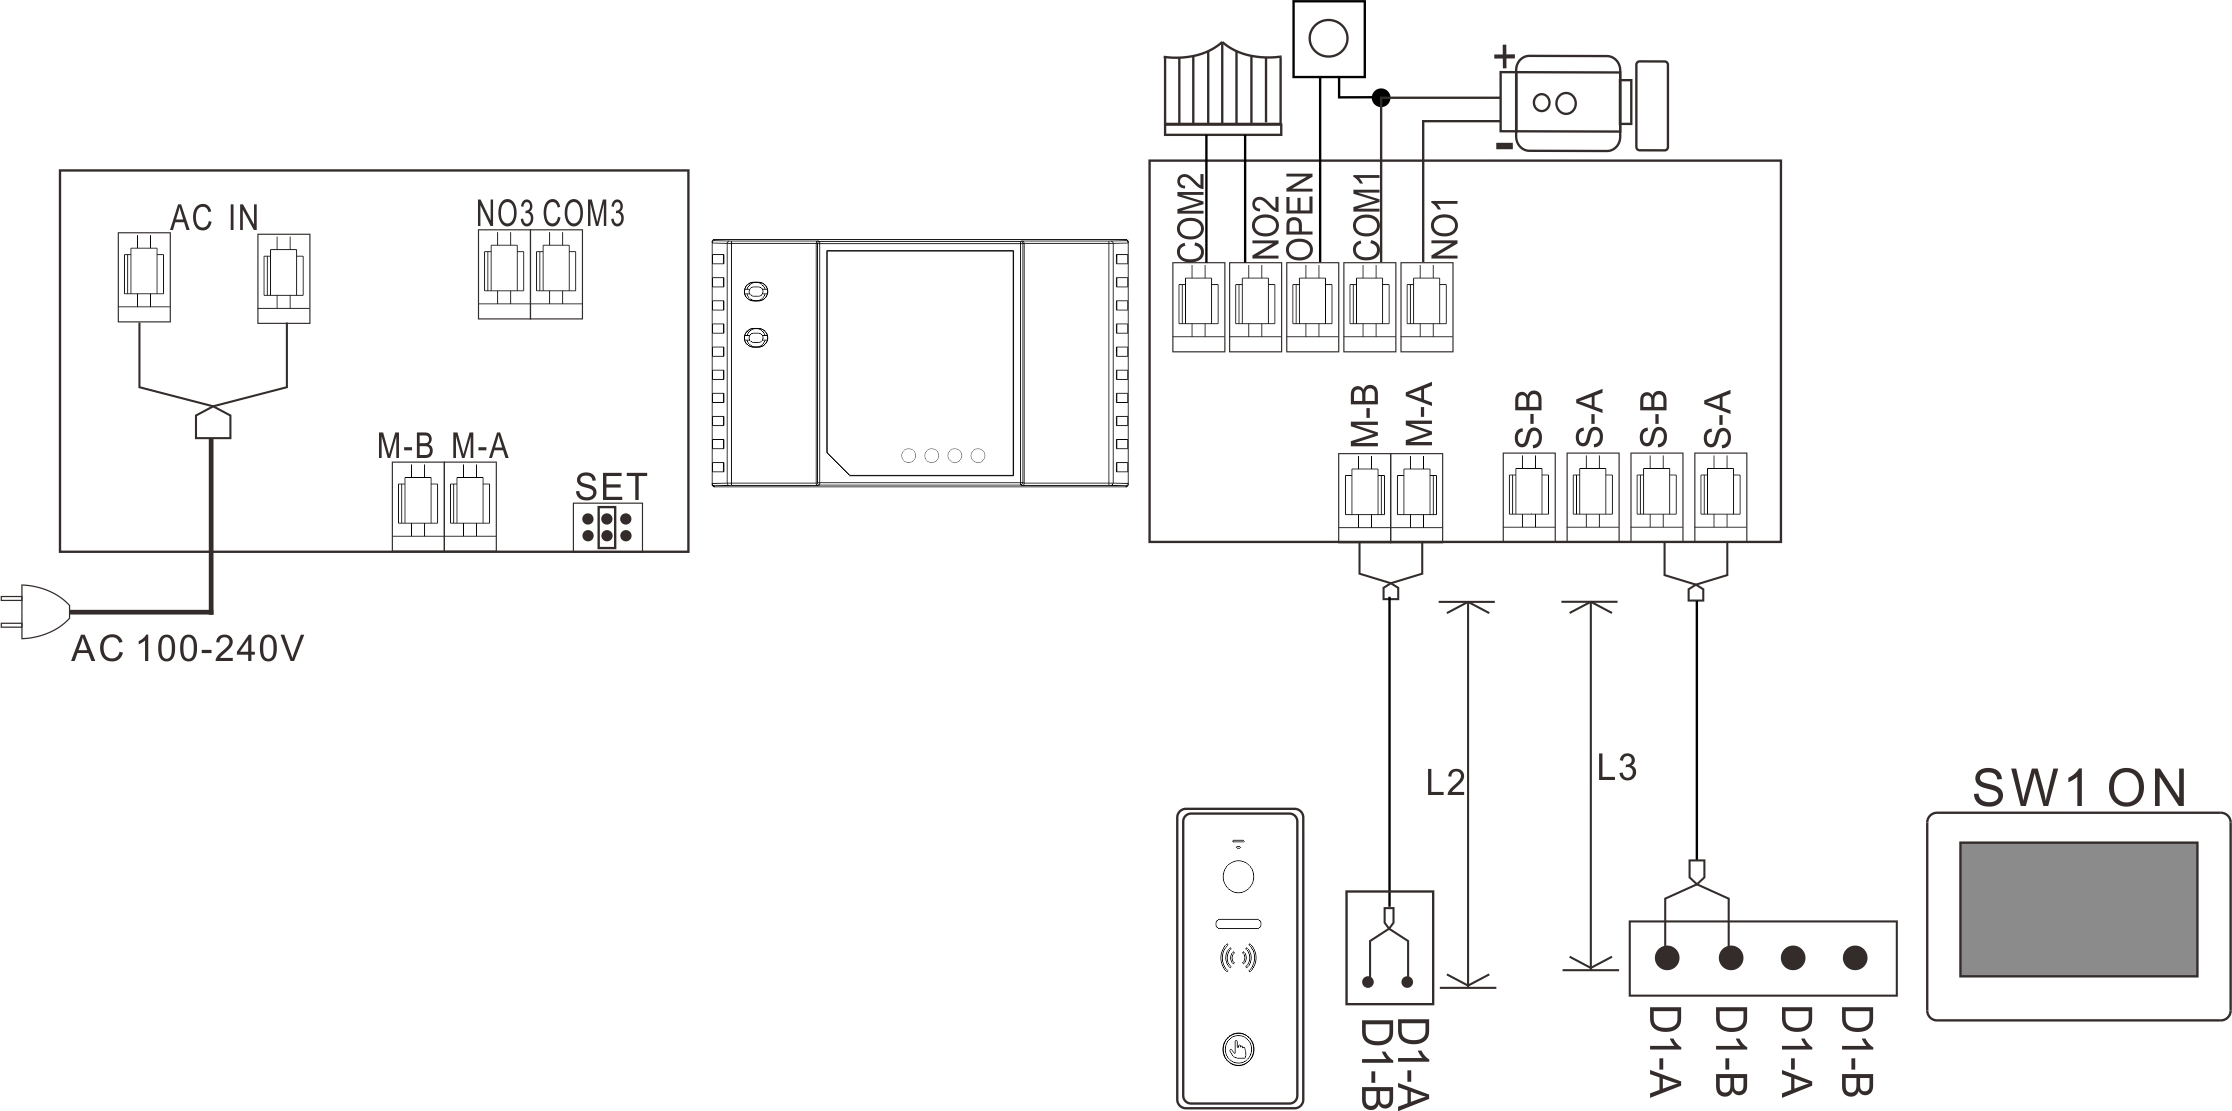 AC IN
NO3 COM3
M-B M-A
SET
AC 100-240V
+
-
COM2
NO2
OPEN
COM1
NO1
M-B
M-A
S-B
S-A
S-B
S-A
L2
L3
SW1 ON
D1-B
D1-A
D1-A
D1-B
D1-A
D1-B